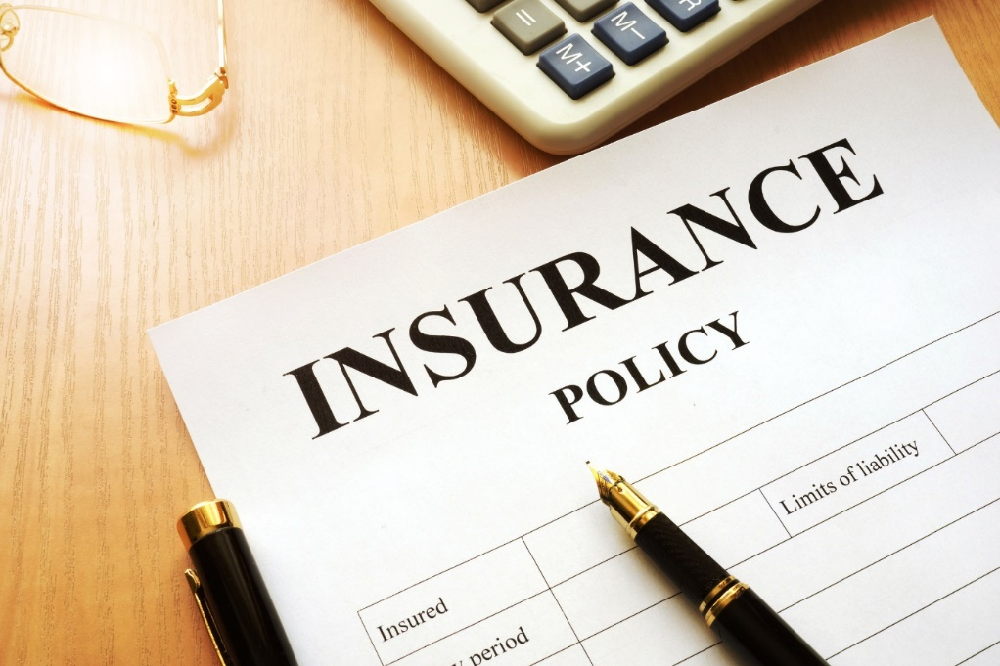 =
M+
M−
R
INSURANCE
POLICY
Limits of liability
Insured
y period